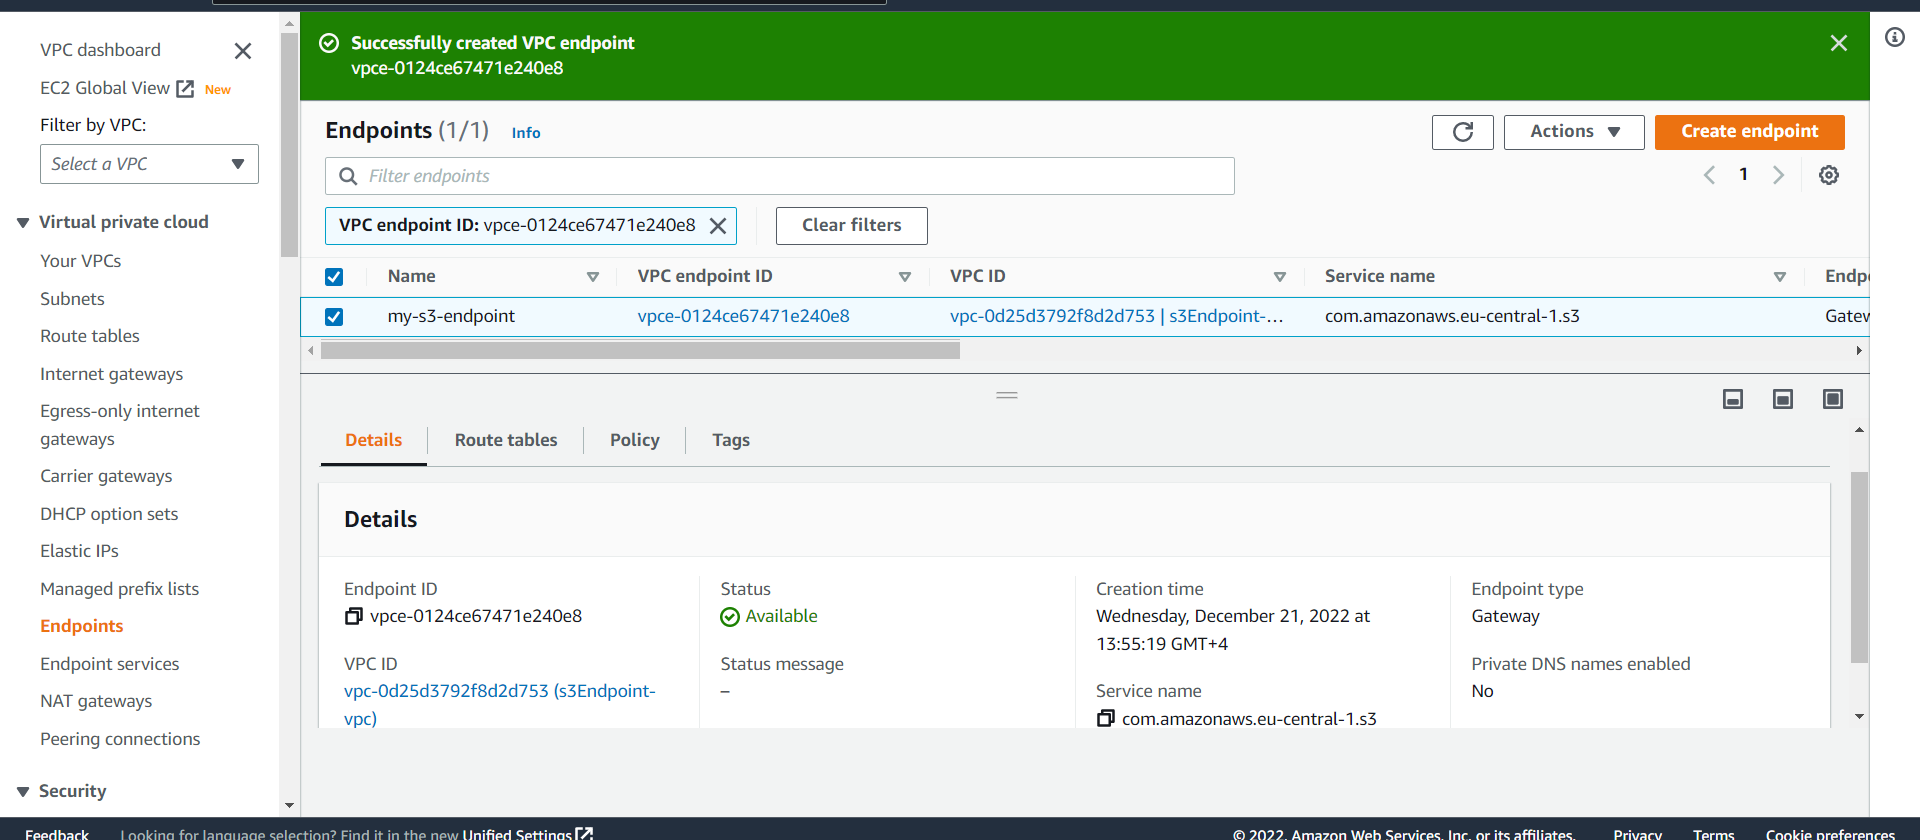 VPC dashboard
EC2 Global View New
Filter by VPC:
Select a VPC
Virtual private cloud
Your VPCs
Subnets
Route tables
Internet gateways
Egress-only internet
gateways
Carrier gateways
DHCP option sets
Elastic IPs
Managed prefix lists
Endpoints
Endpoint services
NAT gateways
Peering connections
Security
Successfully created VPC endpoint
vpce-0124ce67471e240e8
Endpoints (1/1) Info
Actions
Create endpoint
Filter endpoints
1
VPC endpoint ID: vpce-0124ce67471e240e8
Clear filters
Name VPC endpoint ID VPC ID Service name Endpo
my-s3-endpoint vpce-0124ce67471e240e8 vpc-0d25d3792f8d2d753 | s3Endpoint-... com.amazonaws.eu-central-1.s3 Gatew
Details Route tables Policy Tags
Details
Endpoint ID
vpce-0124ce67471e240e8
VPC ID
vpc-0d25d3792f8d2d753 (s3Endpoint-
vpc)
Status
Available
Status message
–
Creation time
Wednesday, December 21, 2022 at
13:55:19 GMT+4
Service name
com.amazonaws.eu-central-1.s3
Endpoint type
Gateway
Private DNS names enabled
No
Feedback Looking for language selection? Find it in the new Unified Settings © 2022, Amazon Web Services, Inc. or its affiliates. Privacy Terms Cookie preferences